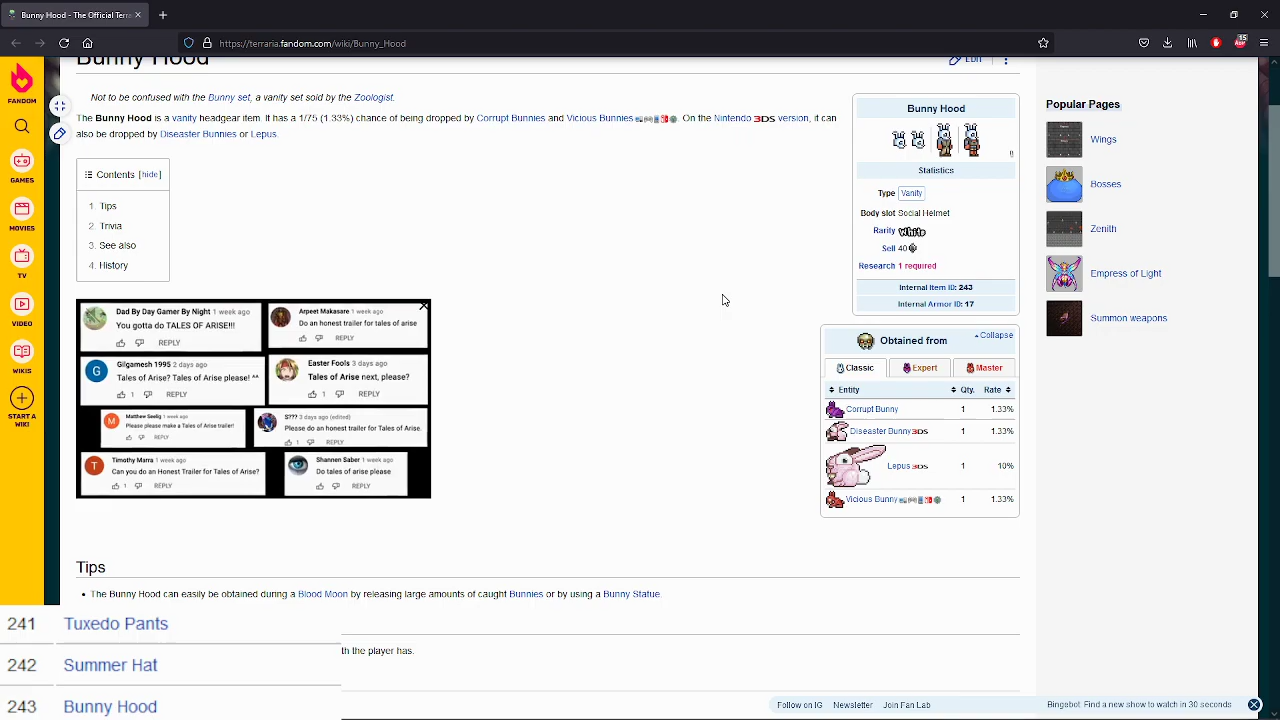 Bunny Hood - The Official Terra
https://terraria.fandom.com/wiki/Bunny_Hood
15
FANDOM
GAMES
MOVIES
TV
VIDEO
WIKIS
START A
WIKI
Bunny Hood
Edit
Not to be confused with the Bunny set, a vanity set sold by the Zoologist.
The Bunny Hood is a vanity headgear item. It has a 1/75 (1.33%) chance of being dropped by Corrupt Bunnies and Vicious Bunnies. On the Nintendo 3DS version, it can
also be dropped by Disaster Bunnies or Lepus.
Contents [hide]
1. Tips
2. Trivia
3. See also
4. History
Bunny Hood
Statistics
Type Vanity
Body slot Social Helmet
Rarity White
Sell 40
Research 1 required
Internal Item ID: 243
Internal Armor ID: 17
Obtained from
Collapse
Classic Expert Master
Entity Qty. Rate
Corrupt Bunny 1 1.33%
Disaster Bunny 3DS 1 1.33%
Lepus 3DS 1 10%
Vicious Bunny 1 1.33%
Popular Pages
Wings
Bosses
Zenith
Empress of Light
Summon weapons
Dad By Day Gamer By Night 1 week ago
You gotta do TALES OF ARISE!!!
REPLY
Arpeet Makasare 1 week ago
Do an honest trailer for tales of arise
REPLY
Gilgamesh 1995 2 days ago
Tales of Arise? Tales of Arise please! ^^
1 REPLY
Easter Fools 3 days ago
Tales of Arise next, please?
1 REPLY
Matthew Seelig 1 week ago
Please please make a Tales of Arise trailer!
REPLY
S??? 3 days ago (edited)
Please do an honest trailer for Tales of Arise.
1 REPLY
Timothy Marra 1 week ago
Can you do an Honest Trailer for Tales of Arise?
1 REPLY
Shannen Saber 1 week ago
Do tales of arise please
REPLY
Tips
The Bunny Hood can easily be obtained during a Blood Moon by releasing large amounts of caught Bunnies or by using a Bunny Statue.
241 Tuxedo Pants
242 Summer Hat
243 Bunny Hood
the player has.
Follow on IG Newsletter Join Fan Lab
Bingebot: Find a new show to watch in 30 seconds